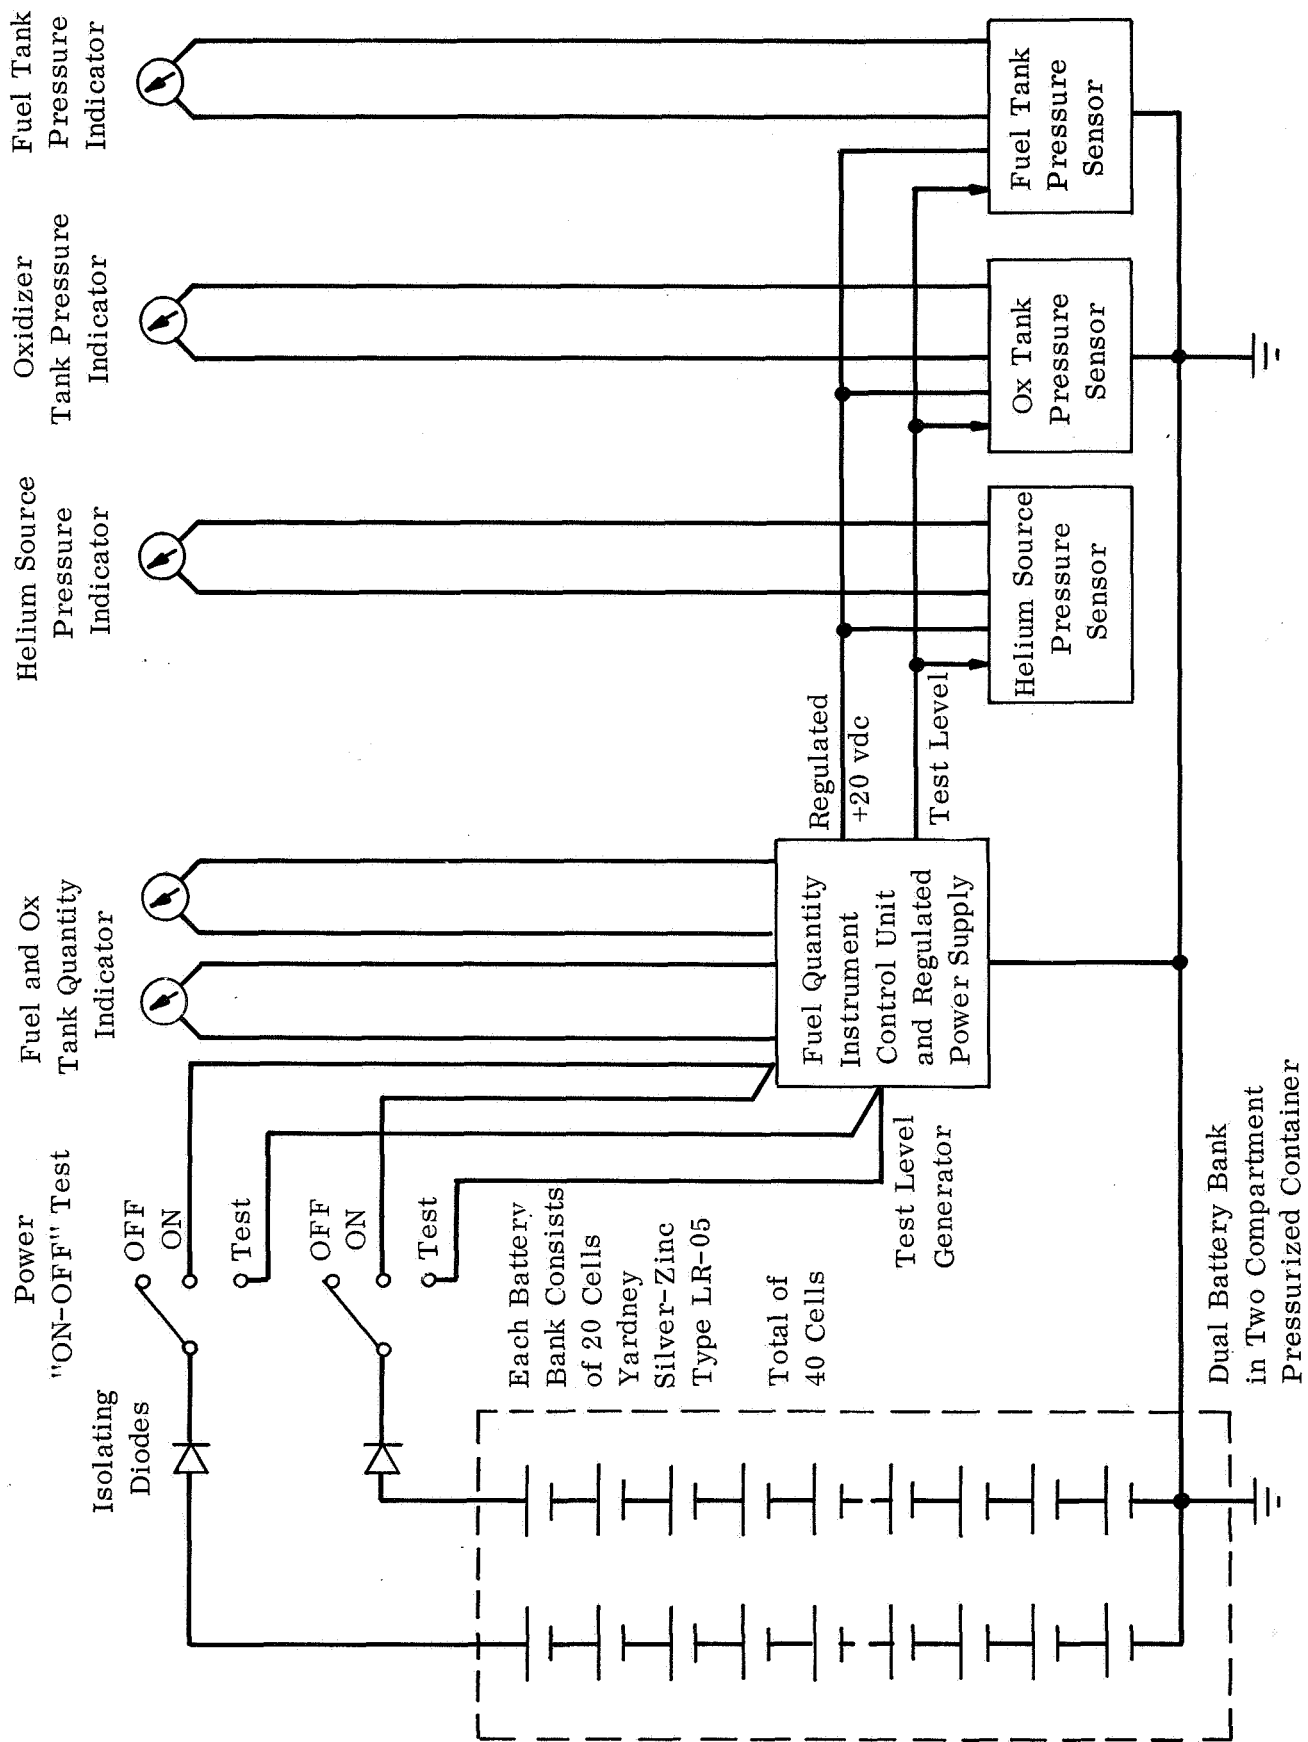 Power
"ON-OFF" Test
Fuel and Ox
Tank Quantity
Indicator
Helium Source
Pressure
Indicator
Oxidizer
Tank Pressure
Indicator
Fuel Tank
Pressure
Indicator
Isolating
Diodes
OFF
ON
Test
OFF
ON
Test
Each Battery
Bank Consists
of 20 Cells
Yardney
Silver-Zinc
Type LR-05
Total of
40 Cells
Test Level
Generator
Fuel Quantity
Instrument
Control Unit
and Regulated
Power Supply
Regulated
+20 vdc
Test Level
Helium Source
Pressure
Sensor
Ox Tank
Pressure
Sensor
Fuel Tank
Pressure
Sensor
Dual Battery Bank
in Two Compartment
Pressurized Container